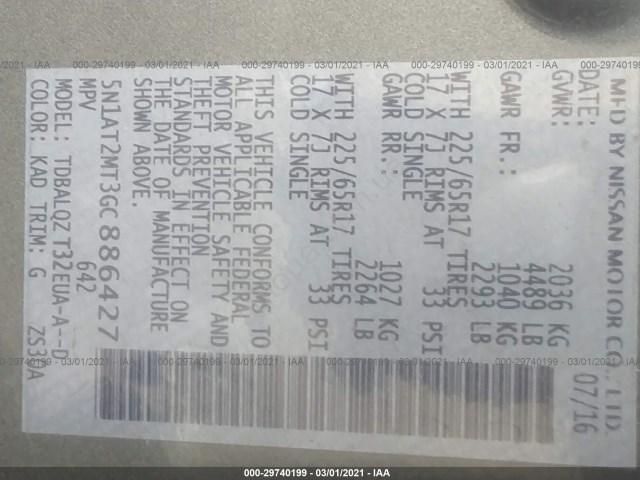 000-29740199 - 03/01/2021 - IAA
MFD BY NISSAN MOTOR CO., LTD.
DATE: 07/16
GVWR: 2036 KG
4489 LB
GAWR FR.: 1040 KG
2293 LB
WITH 225/65R17 TIRES
17 X 7J RIMS AT 33 PSI
COLD SINGLE
GAWR RR.: 1027 KG
2264 LB
WITH 225/65R17 TIRES
17 X 7J RIMS AT 33 PSI
COLD SINGLE
THIS VEHICLE CONFORMS TO
ALL APPLICABLE FEDERAL
MOTOR VEHICLE SAFETY AND
THEFT PREVENTION
STANDARDS IN EFFECT ON
THE DATE OF MANUFACTURE
SHOWN ABOVE.
5N1AT2MT3GC886427
MPV 642
MODEL: TDBALQZ T32EUA-A--D
COLOR: KAD TRIM: G
000-29740199 - 03/01/2021 - IAA